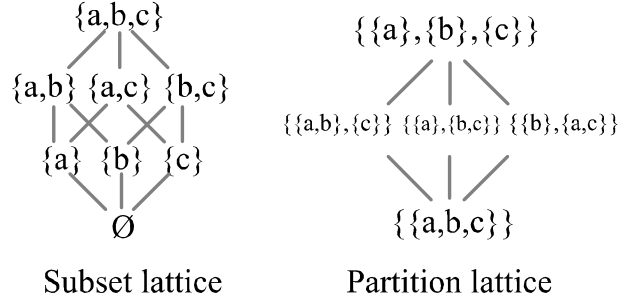 {a,b,c}
{a,b} {a,c} {b,c}
{a} {b} {c}
Ø
Subset lattice
{{a},{b},{c}}
{{a,b},{c}} {{a},{b,c}} {{b},{a,c}}
{{a,b,c}}
Partition lattice